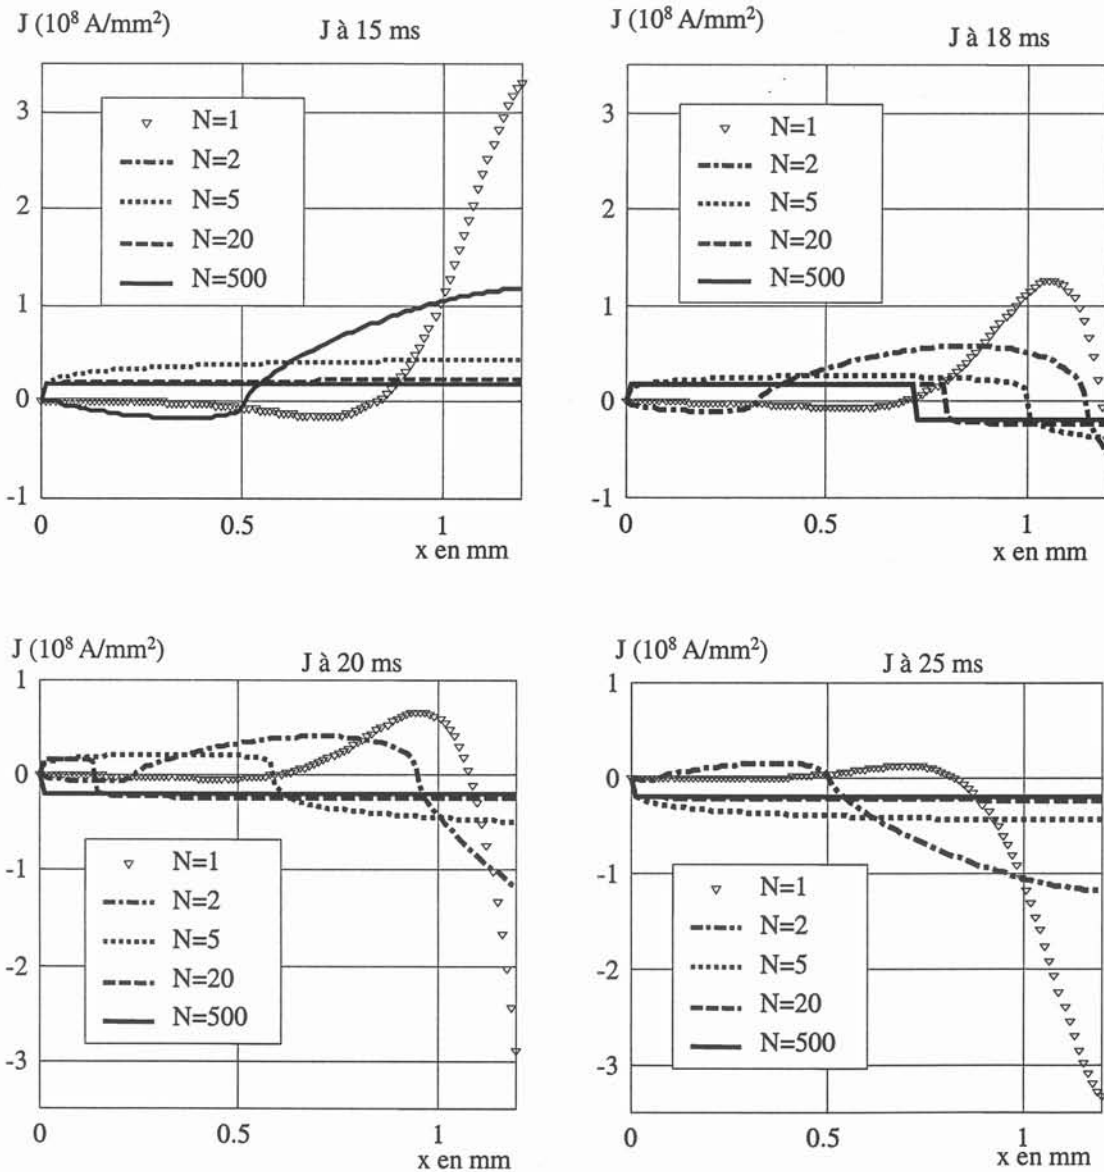 J (10⁸ A/mm²)
J à 15 ms
3
2
1
0
-1
N=1
N=2
N=5
N=20
N=500
0
0.5
1
x en mm
J (10⁸ A/mm²)
J à 18 ms
3
2
1
0
-1
N=1
N=2
N=5
N=20
N=500
0
0.5
1
x en mm
J (10⁸ A/mm²)
J à 20 ms
1
0
-1
-2
-3
N=1
N=2
N=5
N=20
N=500
0
0.5
1
x en mm
J (10⁸ A/mm²)
J à 25 ms
1
0
-1
-2
-3
N=1
N=2
N=5
N=20
N=500
0
0.5
1
x en mm